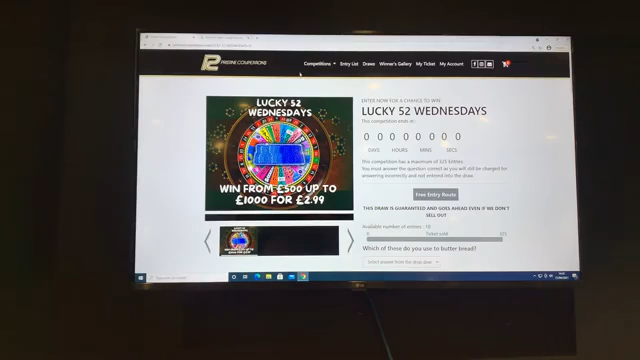 PRISTINE COMPETITIONS
Competitions Entry List Draws Winner's Gallery My Ticket My Account
LUCKY 52
WEDNESDAYS
WIN FROM £500 UP TO
£1000 FOR £2.99
ENTER NOW FOR A CHANCE TO WIN
LUCKY 52 WEDNESDAYS
This competition ends in:
0 0 0 0 0 0 0 0
DAYS HOURS MINS SECS
This competition has a maximum of 325 Entries
You must answer the question correct as you will still be charged for
answering incorrectly and not entered into the draw.
Free Entry Route
THIS DRAW IS GUARANTEED AND GOES AHEAD EVEN IF WE DON'T
SELL OUT
Available number of entries : 10
0 Ticket sold 325
Which of these do you use to butter bread?
Select answer from the drop down
LG